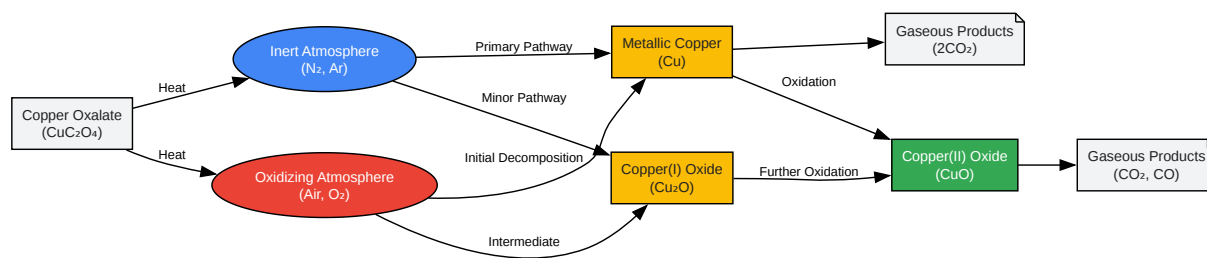 Copper Oxalate
(CuC₂O₄)
Heat
Heat
Inert Atmosphere
(N₂, Ar)
Oxidizing Atmosphere
(Air, O₂)
Primary Pathway
Minor Pathway
Initial Decomposition
Intermediate
Metallic Copper
(Cu)
Copper(I) Oxide
(Cu₂O)
Oxidation
Further Oxidation
Gaseous Products
(2CO₂)
Copper(II) Oxide
(CuO)
Gaseous Products
(CO₂, CO)